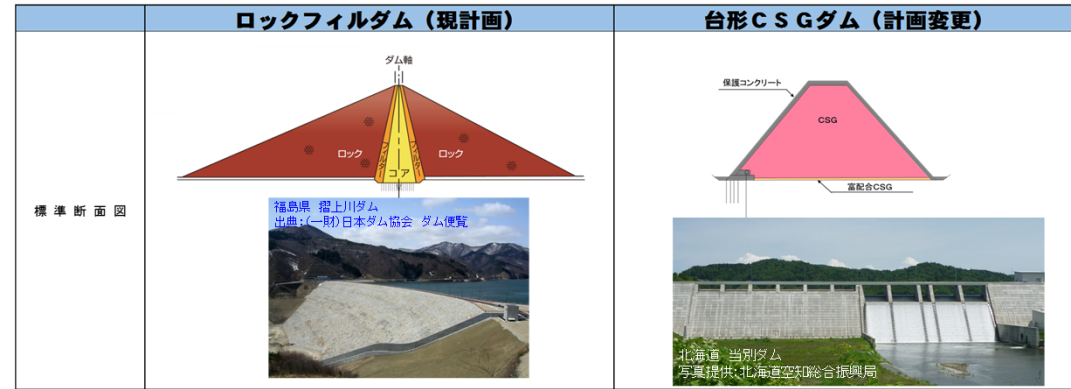 ロックフィルダム（現計画）
台形ＣＳＧダム（計画変更）
標準断面図
ダム軸
ロック
フィルター
コア
フィルター
ロック
福島県 摺上川ダム
出典:(一財)日本ダム協会 ダム便覧
保護コンクリート
CSG
富配合CSG
北海道 当別ダム
写真提供:北海道空知総合振興局